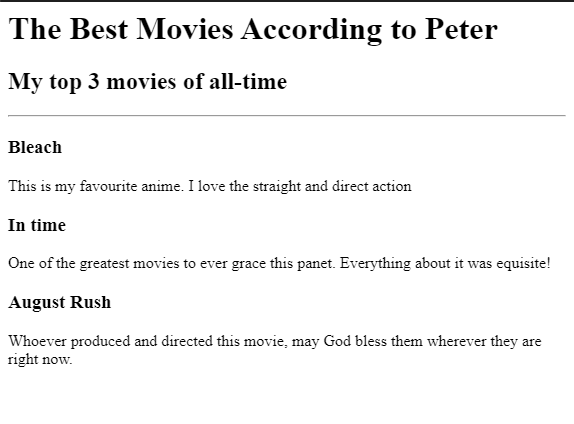 The Best Movies According to Peter
My top 3 movies of all-time
Bleach
This is my favourite anime. I love the straight and direct action
In time
One of the greatest movies to ever grace this panet. Everything about it was equisite!
August Rush
Whoever produced and directed this movie, may God bless them wherever they are
right now.